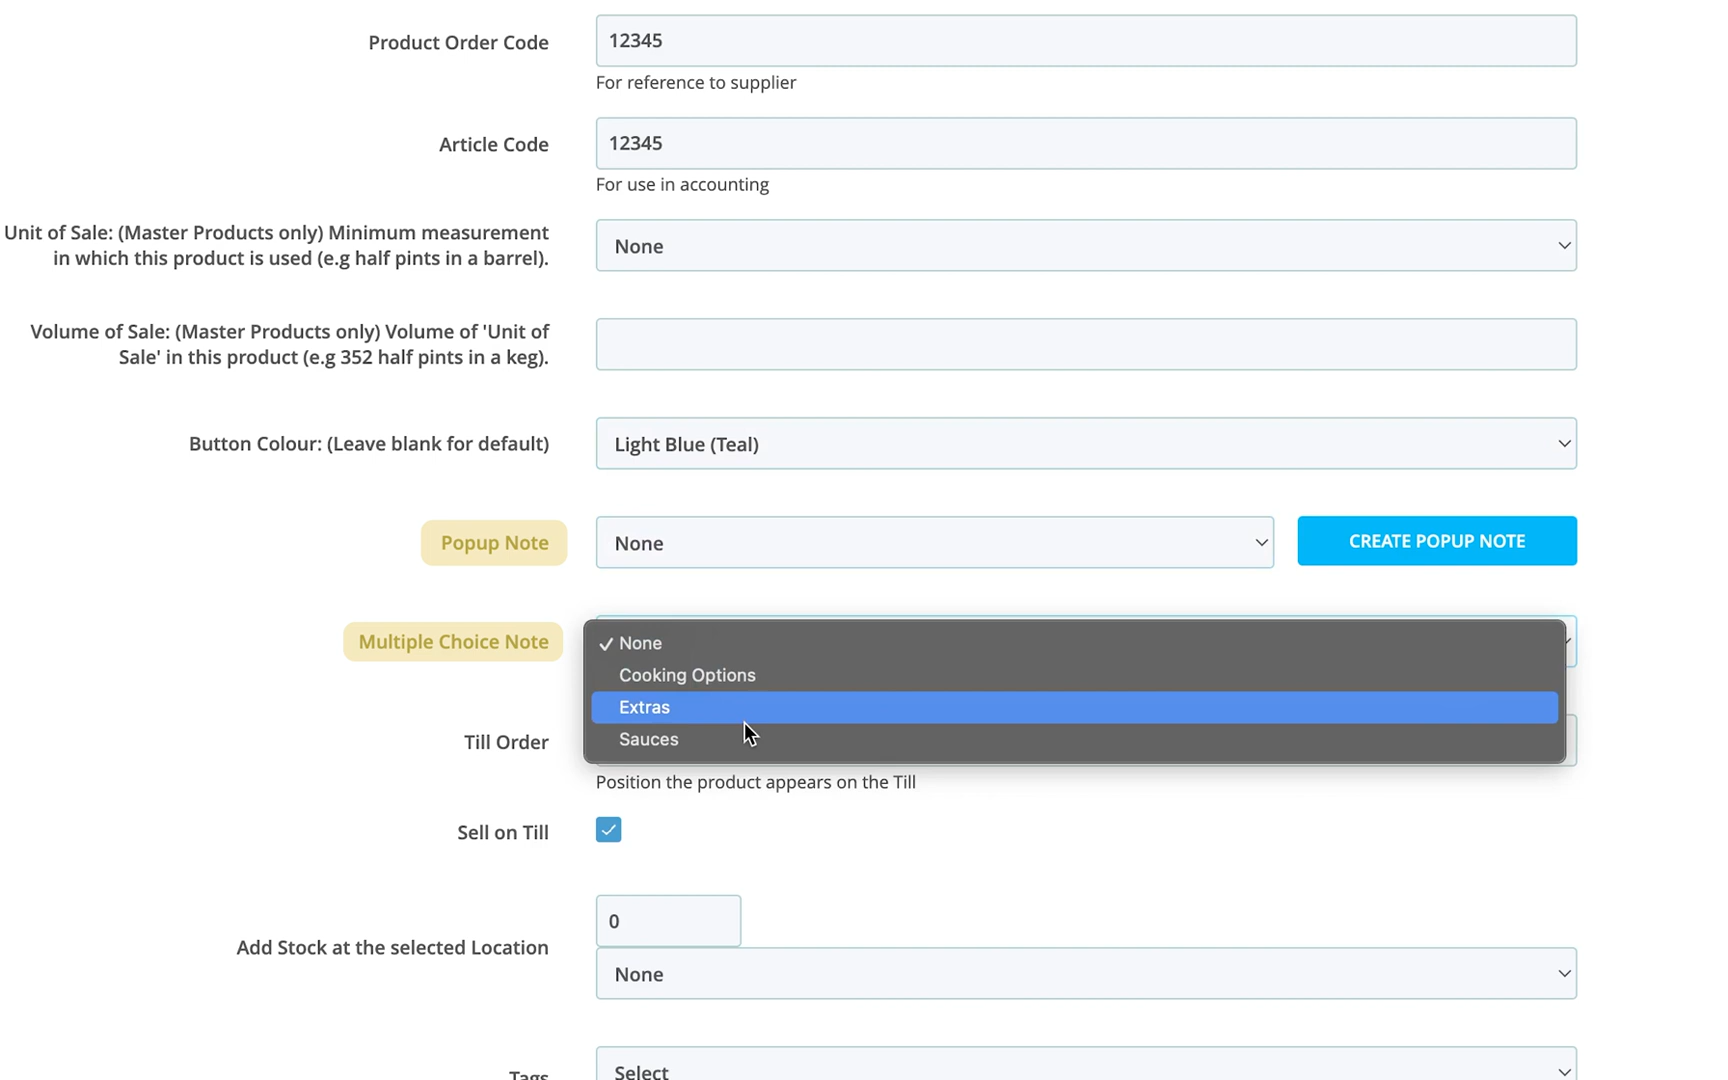 Product Order Code
12345
For reference to supplier
Article Code
12345
For use in accounting
Unit of Sale: (Master Products only) Minimum measurement
in which this product is used (e.g half pints in a barrel).
None
Volume of Sale: (Master Products only) Volume of 'Unit of
Sale' in this product (e.g 352 half pints in a keg).
Button Colour: (Leave blank for default)
Light Blue (Teal)
Popup Note
None
CREATE POPUP NOTE
Multiple Choice Note
None
Cooking Options
Extras
Sauces
Till Order
Position the product appears on the Till
Sell on Till
Add Stock at the selected Location
0
None
Tags
Select